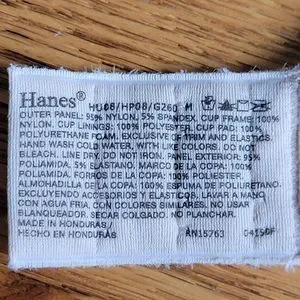 Hanes® HU08/HP08/G260 M
OUTER PANEL: 95% NYLON, 5% SPANDEX, CUP FRAME: 100%
NYLON. CUP LININGS: 100% POLYESTER, CUP PAD: 100%
POLYURETHANE FOAM. EXCLUSIVE OF TRIM AND ELASTICS.
HAND WASH COLD WATER, WITH LIKE COLORS. DO NOT
BLEACH. LINE DRY. DO NOT IRON. PANEL EXTERIOR: 95%
POLIAMIDA, 5% ELASTANO. MARCO DE LA COPA: 100%
POLIAMIDA. FORROS DE LA COPA: 100% POLIESTER.
ALMOHADILLA DE LA COPA: 100% ESPUMA DE POLIURETANO.
EXCLUYENDO ACCESORIOS Y ELASTICOS. LAVAR A MANO
CON AGUA FRIA, CON COLORES SIMILARES. NO USAR
BLANQUEADOR. SECAR COLGADO. NO PLANCHAR.
MADE IN HONDURAS/
HECHO EN HONDURAS RN15763